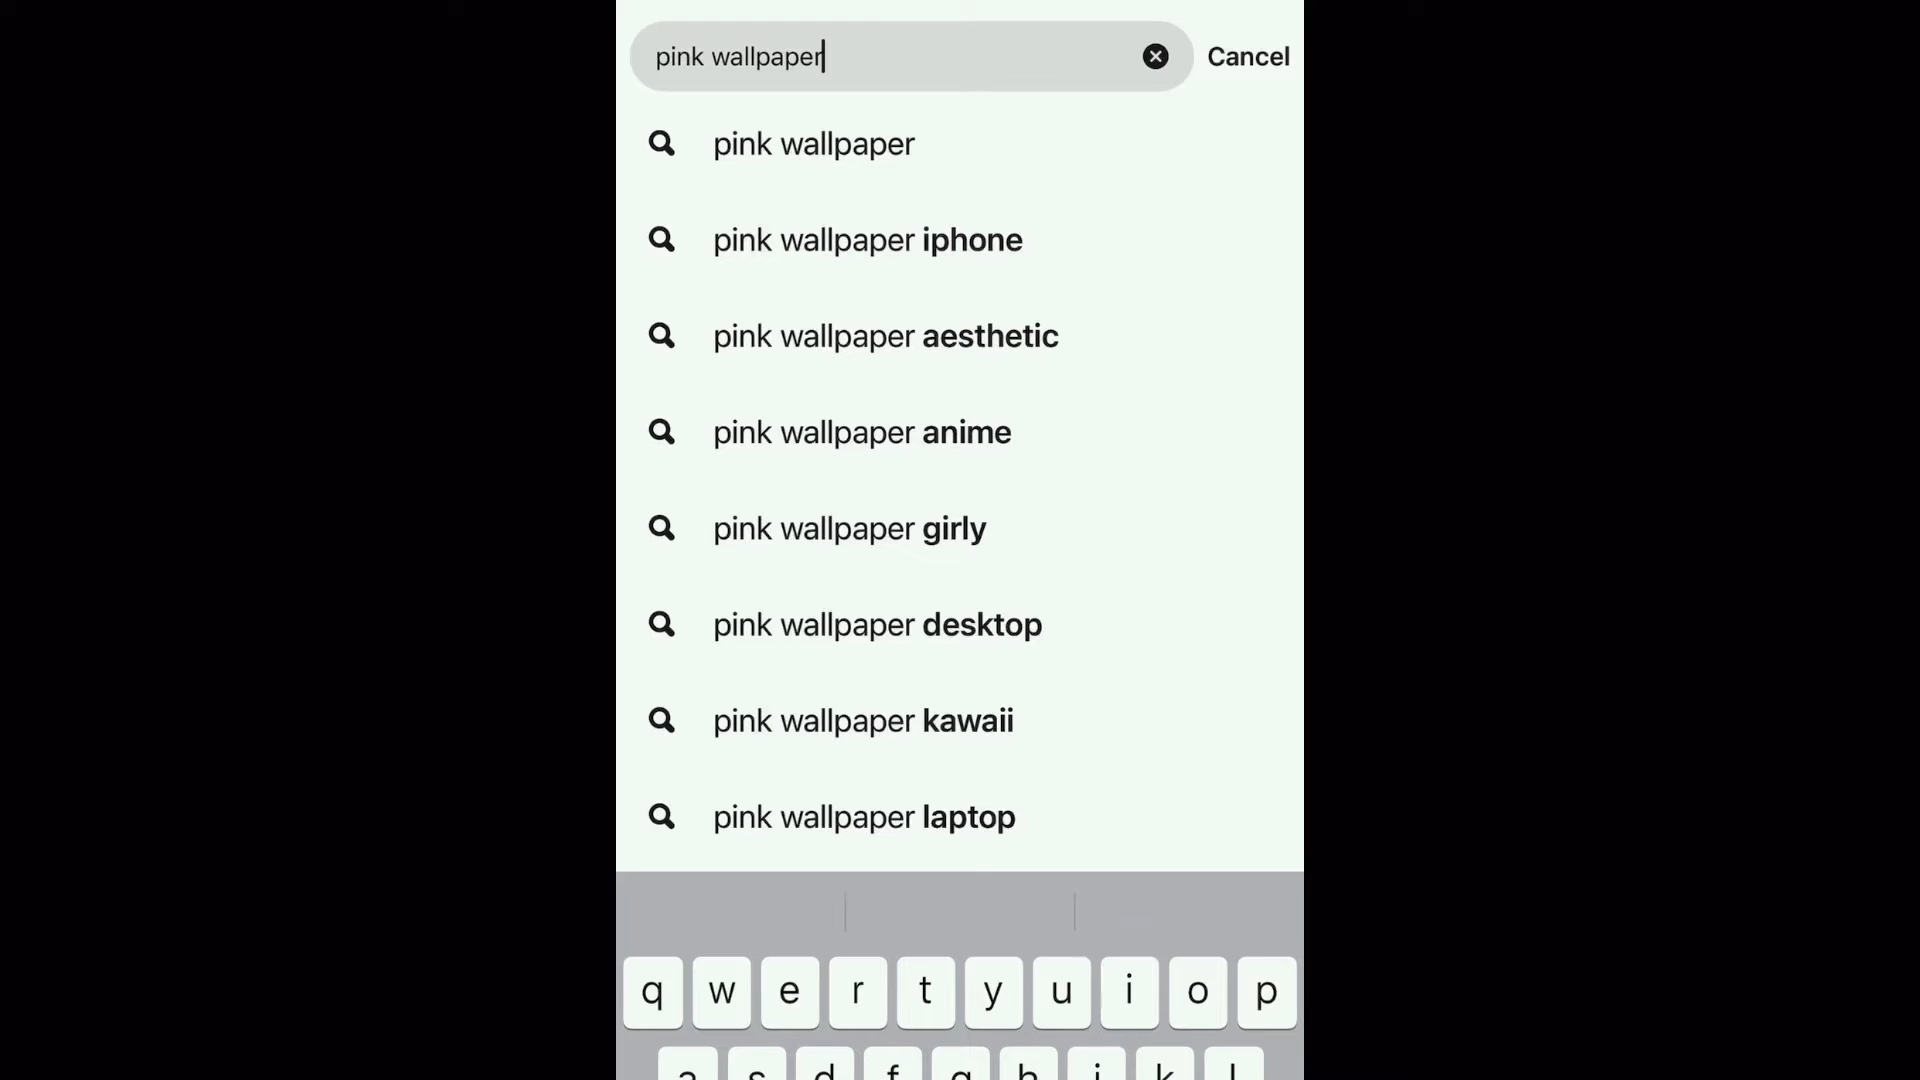 pink wallpaper
Cancel
pink wallpaper
pink wallpaper iphone
pink wallpaper aesthetic
pink wallpaper anime
pink wallpaper girly
pink wallpaper desktop
pink wallpaper kawaii
pink wallpaper laptop
q w e r t y u i o p
a s d f g h j k l